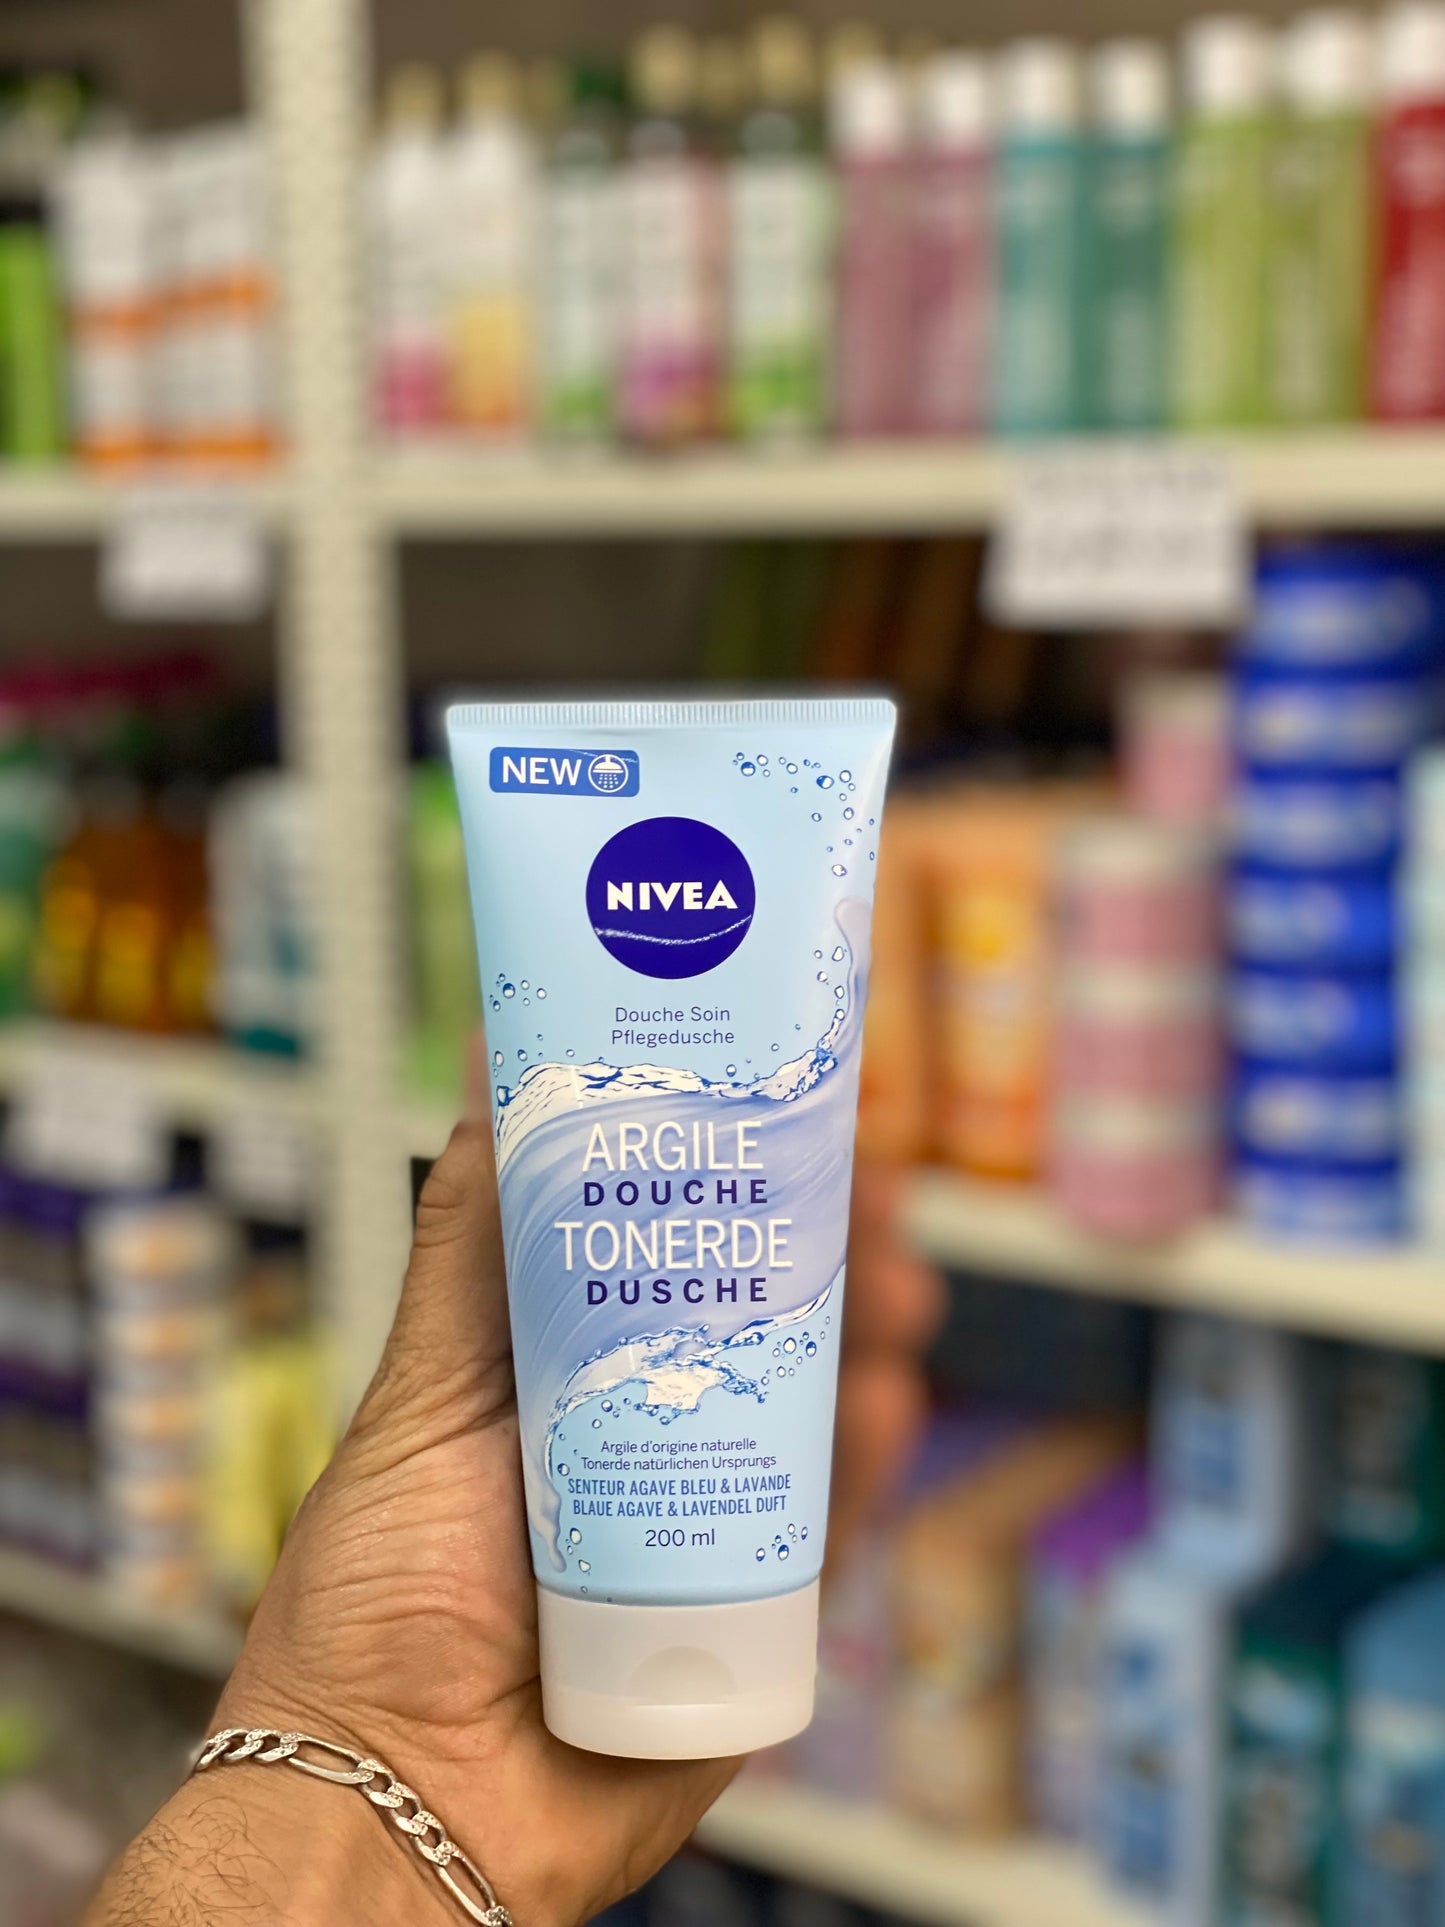 NEW
NIVEA
Douche Soin
Pflegedusche
ARGILE
DOUCHE
TONERDE
DUSCHE
Argile d'origine naturelle
Tonerde natürlichen Ursprungs
SENTEUR AGAVE BLEU & LAVANDE
BLAUE AGAVE & LAVENDEL DUFT
200 ml